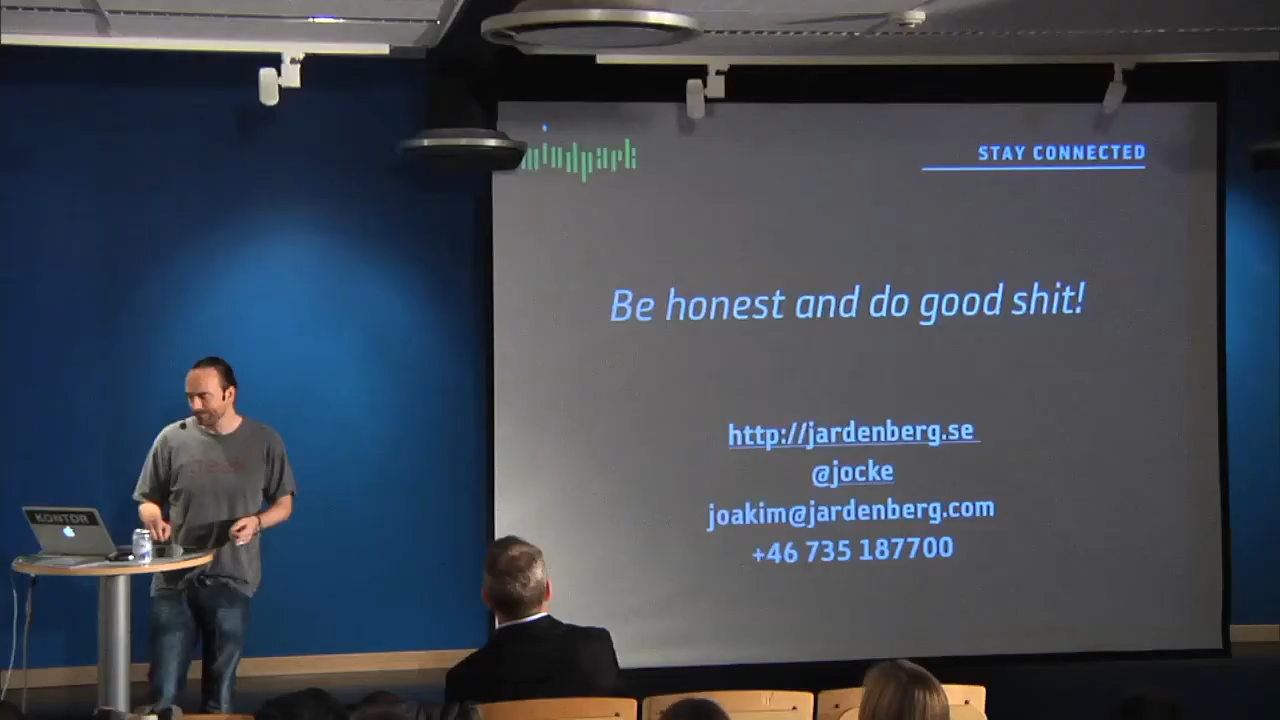 mindpark
STAY CONNECTED
Be honest and do good shit!
http://jardenberg.se
@jocke
joakim@jardenberg.com
+46 735 187700
KONTOR